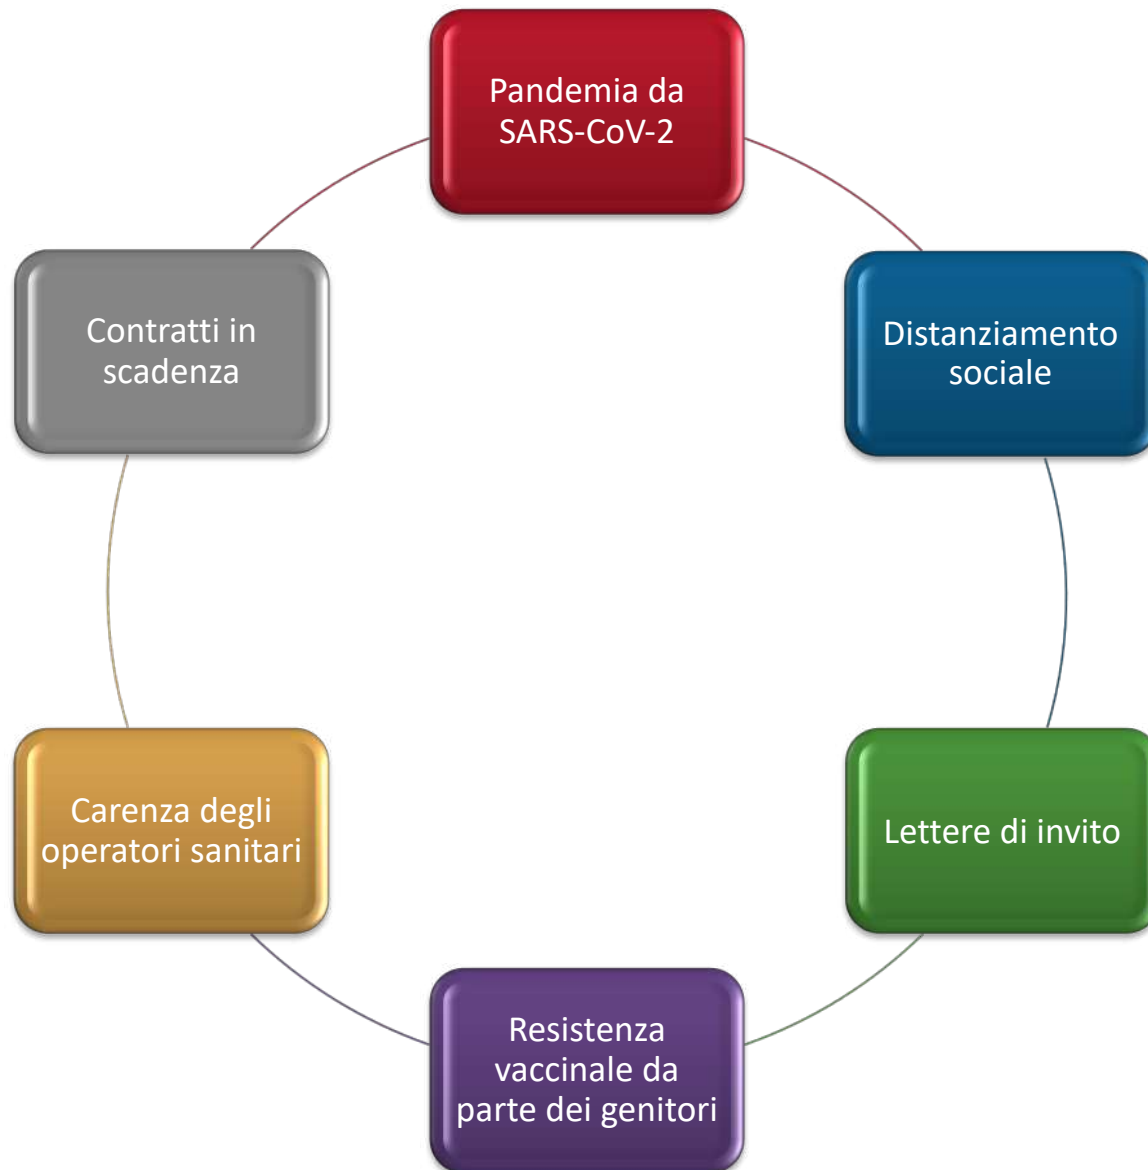 Pandemia da
SARS-CoV-2
Distanziamento
sociale
Lettere di invito
Resistenza
vaccinale da
parte dei genitori
Carenza degli
operatori sanitari
Contratti in
scadenza